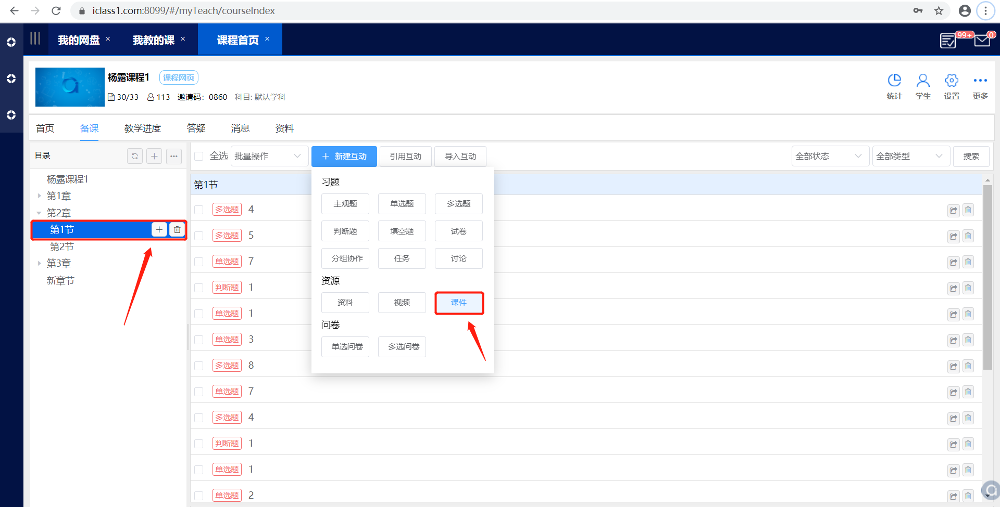 iclass1.com:8099/#/myTeach/courseIndex
我的网盘 ×
我教的课 ×
课程首页 ×
99+
0
杨露课程1
课程网页
30/33 113 邀请码：0860 科目: 默认学科
统计
学生
设置
更多
首页
备课
教学进度
答疑
消息
资料
目录
杨露课程1
第1章
第2章
第1节
第2节
第3章
新章节
全选
批量操作
新建互动
引用互动
导入互动
全部状态
全部类型
搜索
第1节
习题
主观题
单选题
多选题
判断题
填空题
试卷
分组协作
任务
讨论
资源
资料
视频
课件
问卷
单选问卷
多选问卷
多选题 4
多选题 5
单选题 7
判断题 1
单选题 1
单选题 3
多选题 8
单选题 7
多选题 4
判断题 1
单选题 1
单选题 2